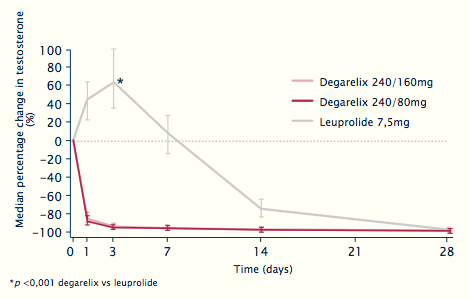 Median percentage change in testosterone
(%)
100
80
60
40
20
0
-20
-40
-60
-80
-100
*
Degarelix 240/160mg
Degarelix 240/80mg
Leuprolide 7,5mg
0 1 3 7 14 21 28
Time (days)
*p <0,001 degarelix vs leuprolide